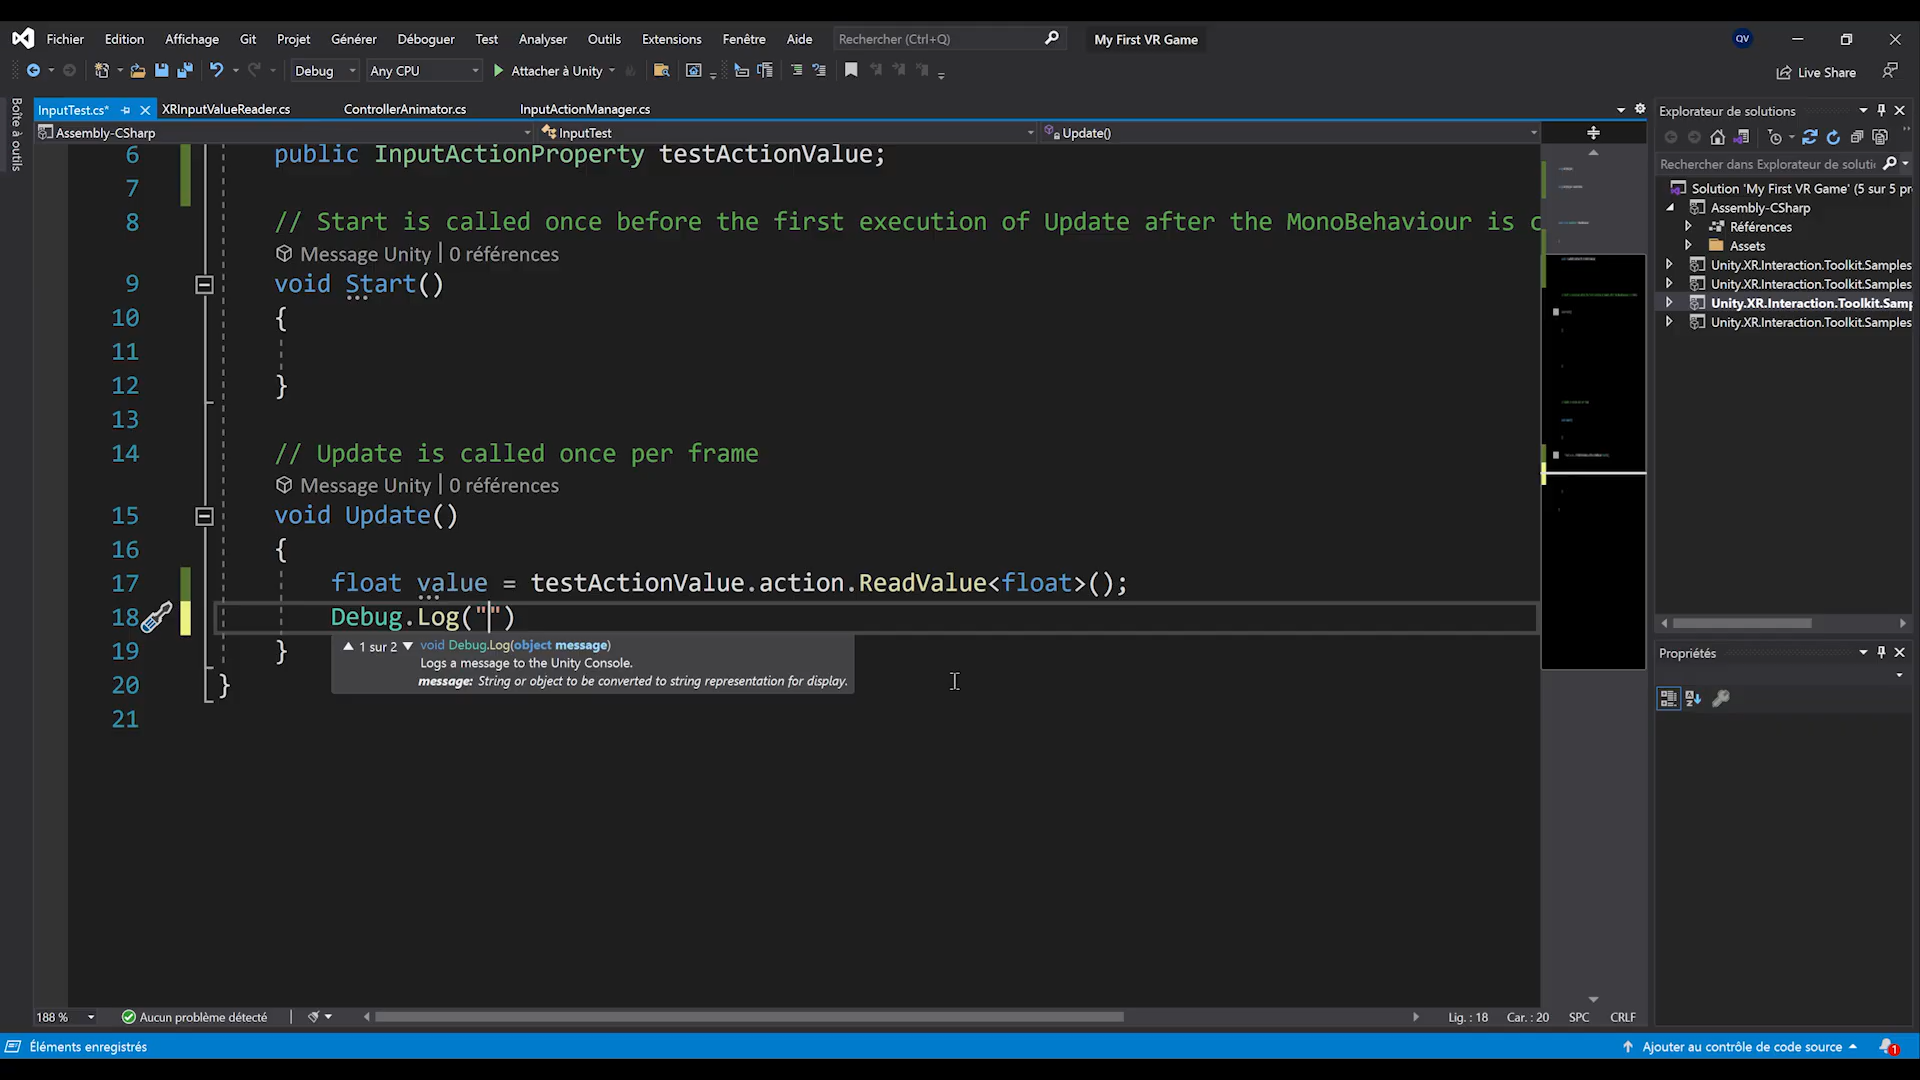 Fichier Edition Affichage Git Projet Générer Déboguer Test Analyser Outils Extensions Fenêtre Aide Rechercher (Ctrl+Q) My First VR Game QV
Debug Any CPU Attacher à Unity Live Share
Boîte à outils
InputTest.cs* XRInputValueReader.cs ControllerAnimator.cs InputActionManager.cs
Assembly-CSharp InputTest Update()
6 public InputActionProperty testActionValue;
7
8 // Start is called once before the first execution of Update after the MonoBehaviour is c
Message Unity | 0 références
9 void Start()
10 {
11
12 }
13
14 // Update is called once per frame
Message Unity | 0 références
15 void Update()
16 {
17 float value = testActionValue.action.ReadValue<float>();
18 Debug.Log("")
19 }
20 }
21
1 sur 2 void Debug.Log(object message)
Logs a message to the Unity Console.
message: String or object to be converted to string representation for display.
Explorateur de solutions
Rechercher dans Explorateur de soluti
Solution 'My First VR Game' (5 sur 5 pr
Assembly-CSharp
Références
Assets
Unity.XR.Interaction.Toolkit.Samples
Unity.XR.Interaction.Toolkit.Samples
Unity.XR.Interaction.Toolkit.Samp
Unity.XR.Interaction.Toolkit.Samples
Propriétés
188 % Aucun problème détecté Lig. : 18 Car. : 20 SPC CRLF
Éléments enregistrés Ajouter au contrôle de code source 1